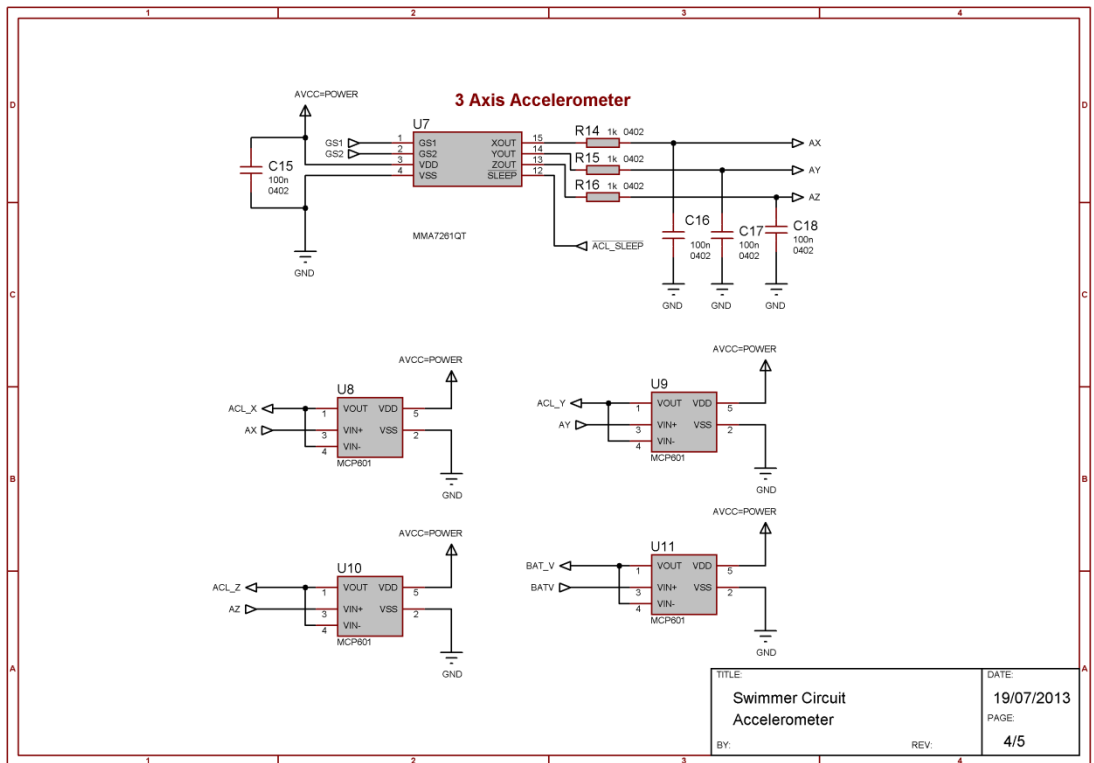 1 2 3 4
D D
C C
B B
A A
3 Axis Accelerometer
AVCC=POWER
C15
100n
0402
GND
U7
GS1 1 GS1 XOUT 15
GS2 2 GS2 YOUT 14
3 VDD ZOUT 13
4 VSS SLEEP 12
MMA7261QT
R14 1k 0402 AX
R15 1k 0402 AY
R16 1k 0402 AZ
ACL_SLEEP
C16
100n
0402
C17
100n
0402
C18
100n
0402
GND GND GND
AVCC=POWER
U8
ACL_X 1 VOUT VDD 5
AX 3 VIN+ VSS 2
4 VIN-
MCP601
GND
AVCC=POWER
U9
ACL_Y 1 VOUT VDD 5
AY 3 VIN+ VSS 2
4 VIN-
MCP601
GND
AVCC=POWER
U10
ACL_Z 1 VOUT VDD 5
AZ 3 VIN+ VSS 2
4 VIN-
MCP601
GND
AVCC=POWER
U11
BAT_V 1 VOUT VDD 5
BATV 3 VIN+ VSS 2
4 VIN-
MCP601
GND
TITLE:
Swimmer Circuit
Accelerometer
BY: REV:
DATE:
19/07/2013
PAGE:
4/5
1 2 3 4